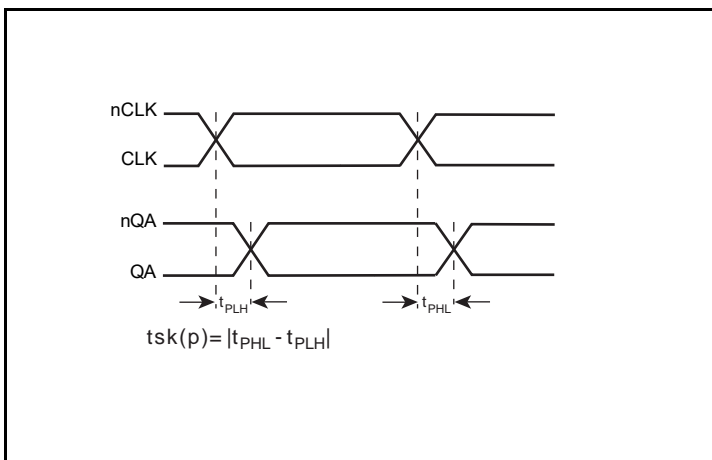 nCLK
CLK
nQA
QA
tPLH tPHL
tsk(p)= |tPHL - tPLH|